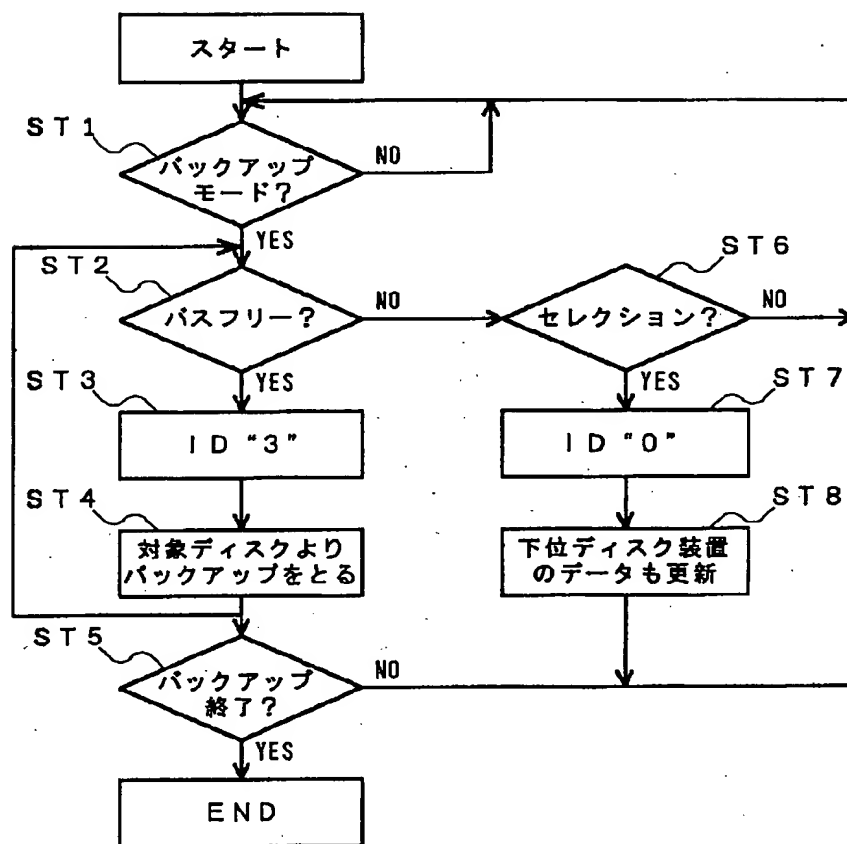 スタート
ST1
バックアップ
モード?
NO
YES
ST2
バスフリー?
NO
ST6
セレクション?
NO
YES
YES
ST3
ID“3”
ST7
ID“0”
ST4
対象ディスクより
バックアップをとる
ST8
下位ディスク装置
のデータも更新
ST5
バックアップ
終了?
NO
YES
END